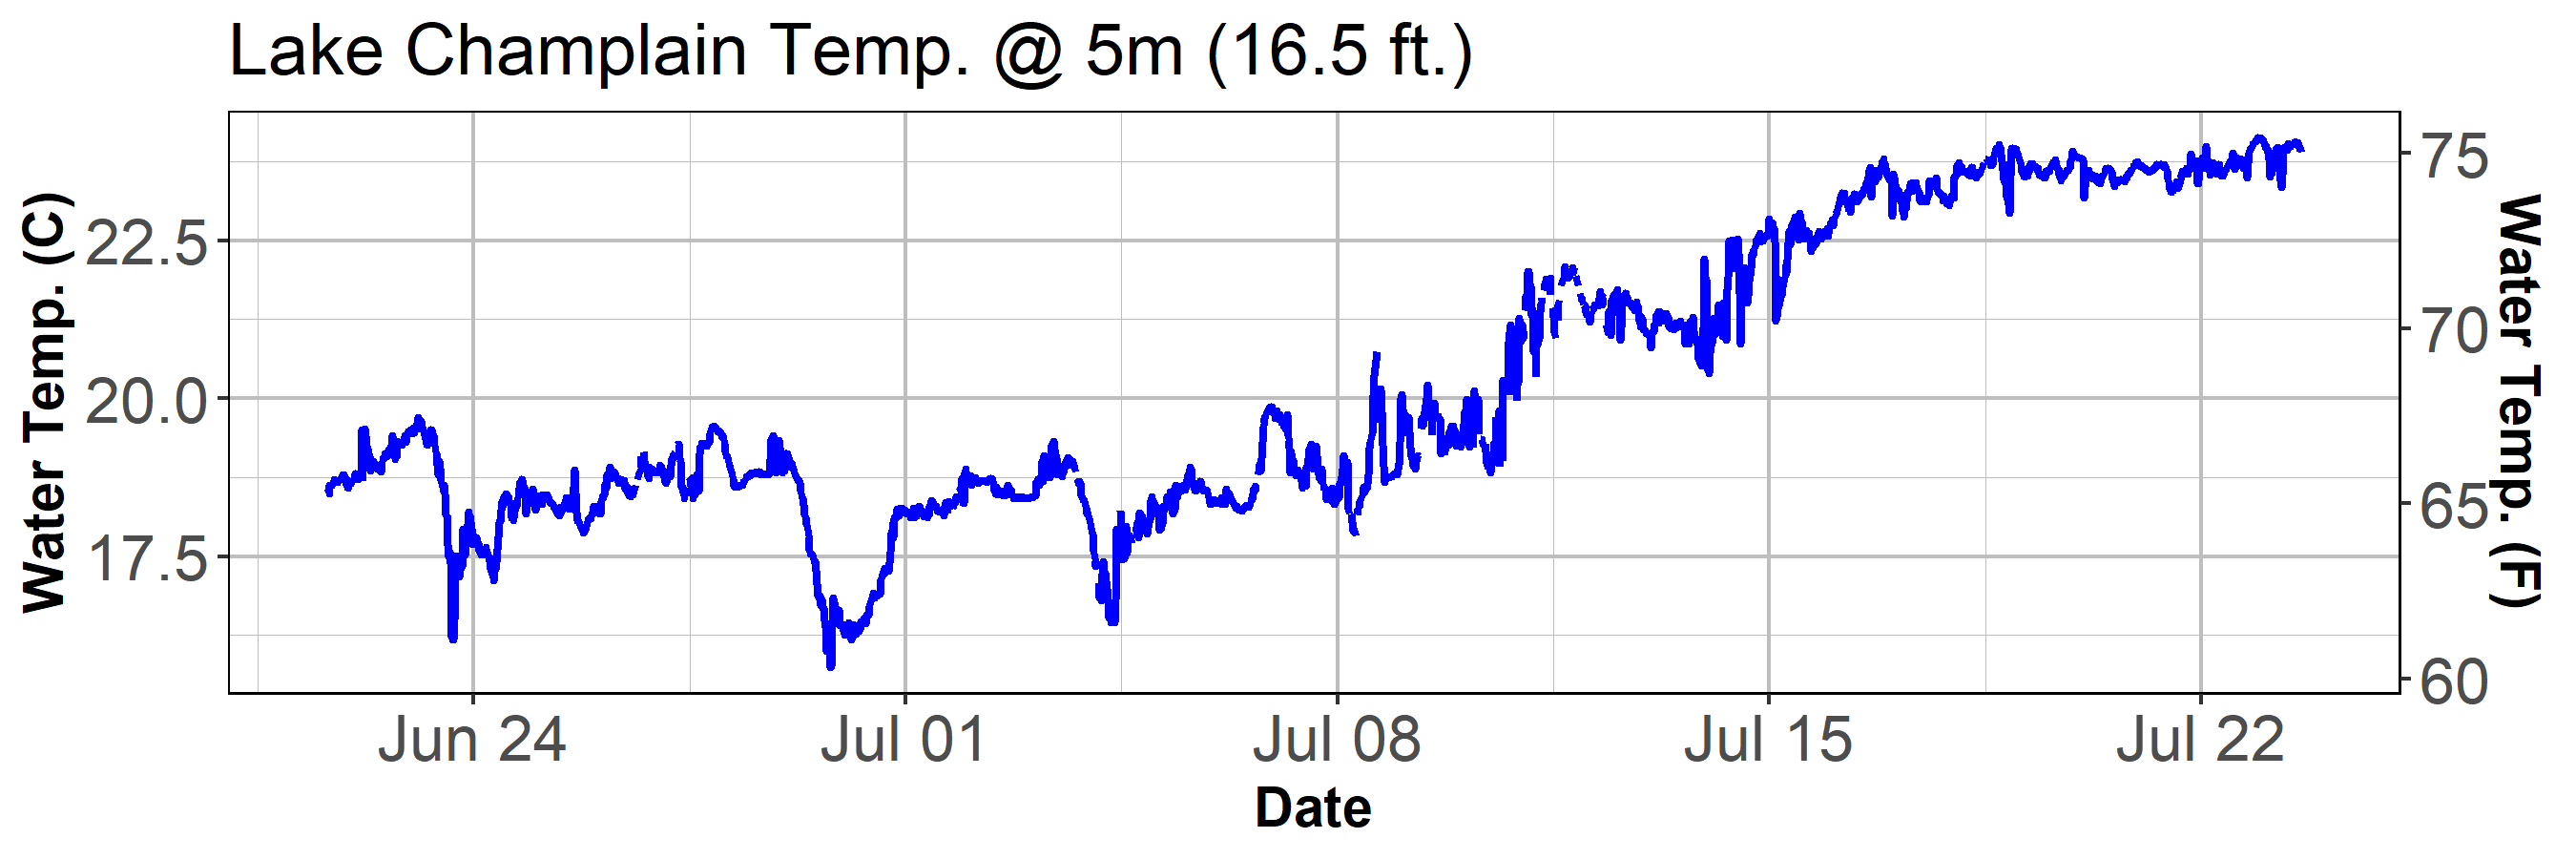 Lake Champlain Temp. @ 5m (16.5 ft.)
Water Temp. (C)
22.5
20.0
17.5
75
70
65
60
Water Temp. (F)
Jun 24 Jul 01 Jul 08 Jul 15 Jul 22
Date